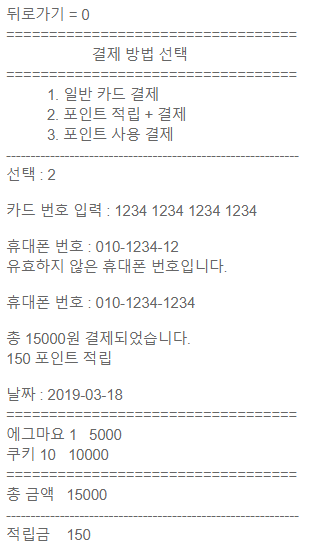 뒤로가기 = 0
==================================
결제 방법 선택
==================================
1. 일반 카드 결제
2. 포인트 적립 + 결제
3. 포인트 사용 결제
------------------------------------------------------------
선택 : 2
카드 번호 입력 : 1234 1234 1234 1234
휴대폰 번호 : 010-1234-12
유효하지 않은 휴대폰 번호입니다.
휴대폰 번호 : 010-1234-1234
총 15000원 결제되었습니다.
150 포인트 적립
날짜 : 2019-03-18
==================================
에그마요 1 5000
쿠키 10 10000
==================================
총 금액 15000
------------------------------------------------------------
적립금 150